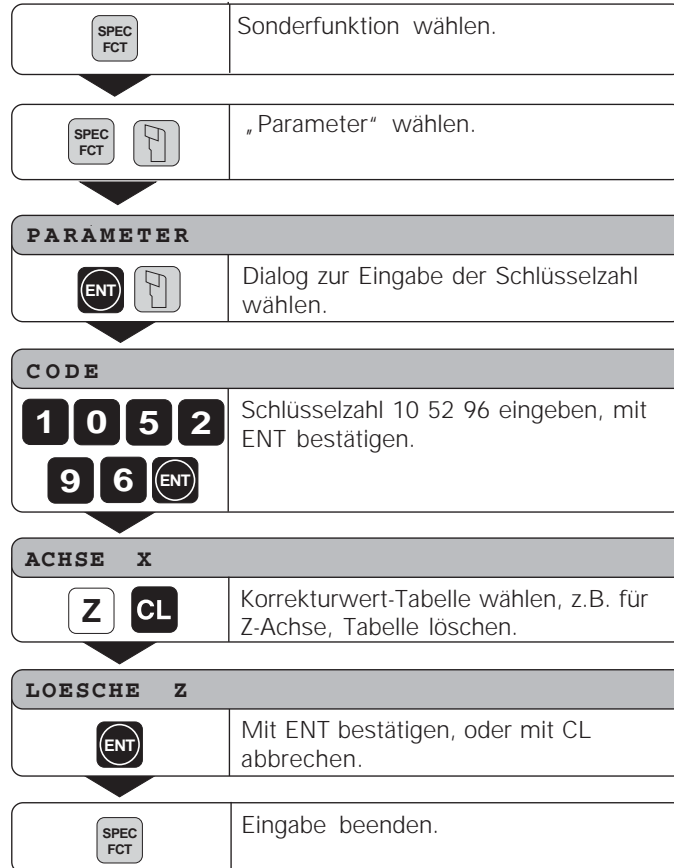 SPEC
FCT
Sonderfunktion wählen.
SPEC
FCT
„Parameter“ wählen.
PARAMETER
ENT
Dialog zur Eingabe der Schlüsselzahl
wählen.
CODE
1 0 5 2
9 6 ENT
Schlüsselzahl 10 52 96 eingeben, mit
ENT bestätigen.
ACHSE X
Z CL
Korrekturwert-Tabelle wählen, z.B. für
Z-Achse, Tabelle löschen.
LOESCHE Z
ENT
Mit ENT bestätigen, oder mit CL
abbrechen.
SPEC
FCT
Eingabe beenden.